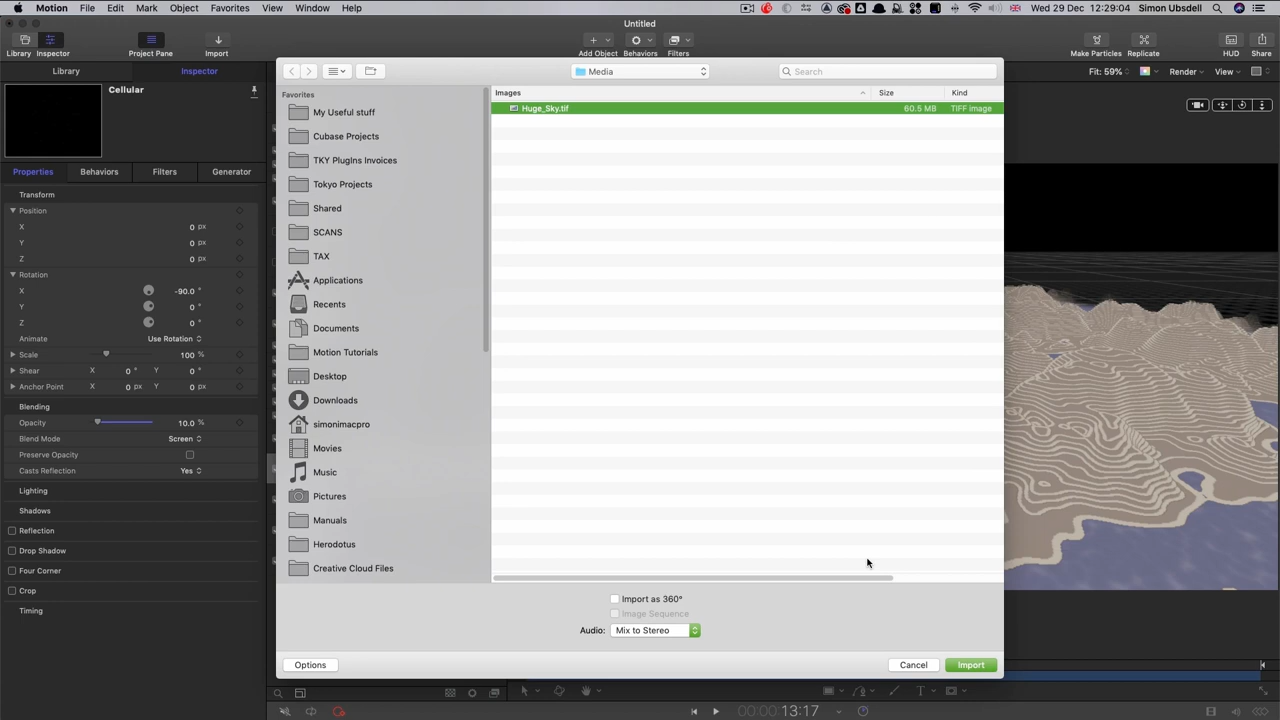 Motion File Edit Mark Object Favorites View Window Help Wed 29 Dec 12:29:04 Simon Ubsdell
Untitled
Library Inspector Project Pane Import Add Object Behaviors Filters Make Particles Replicate HUD Share
Library Inspector Media Search Fit: 59% Render View
Cellular
Favorites Images Size Kind
Huge_Sky.tif 60.5 MB TIFF image
My Useful stuff
Cubase Projects
TKY PlugIns Invoices
Properties Behaviors Filters Generator
Tokyo Projects
Transform
Position
Shared
X 0 px
SCANS
Y 0 px
TAX
Z 0 px
Rotation
Applications
X -90.0 °
Recents
Y 0 °
Z 0 °
Documents
Animate Use Rotation
Motion Tutorials
Scale 100 %
Shear X 0 ° Y 0 °
Desktop
Anchor Point X 0 px Y 0 px
Downloads
Blending
Opacity 10.0 %
simonimacpro
Blend Mode Screen
Movies
Preserve Opacity
Casts Reflection Yes
Music
Lighting
Pictures
Shadows
Manuals
Reflection
Herodotus
Drop Shadow
Four Corner
Creative Cloud Files
Crop
Import as 360°
Timing
Image Sequence
Audio: Mix to Stereo
Options Cancel Import
00:00:13:17